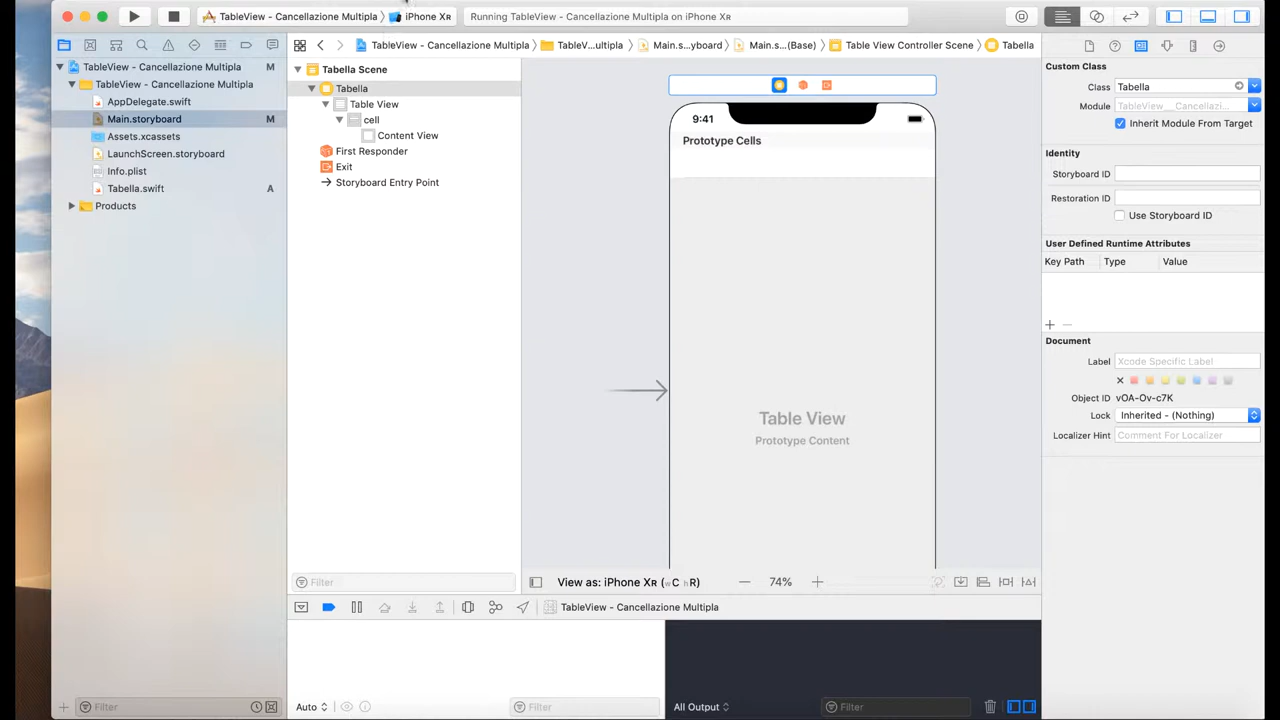 TableView - Cancellazione Multipla
iPhone XR
Running TableView - Cancellazione Multipla on iPhone XR
TableView - Cancellazione Multipla
TableV...ultipla
Main.s...yboard
Main.s...(Base)
Table View Controller Scene
Tabella
TableView - Cancellazione Multipla M
TableView - Cancellazione Multipla
AppDelegate.swift
Main.storyboard M
Assets.xcassets
LaunchScreen.storyboard
Info.plist
Tabella.swift A
Products
Filter
Tabella Scene
Tabella
Table View
cell
Content View
First Responder
Exit
Storyboard Entry Point
Filter
9:41
Prototype Cells
Table View
Prototype Content
View as: iPhone XR (wC hR)
74%
TableView - Cancellazione Multipla
Auto
Filter
All Output
Filter
Custom Class
Class Tabella
Module TableView__Cancellazi...
Inherit Module From Target
Identity
Storyboard ID
Restoration ID
Use Storyboard ID
User Defined Runtime Attributes
Key Path Type Value
Document
Label Xcode Specific Label
Object ID vOA-Ov-c7K
Lock Inherited - (Nothing)
Localizer Hint Comment For Localizer